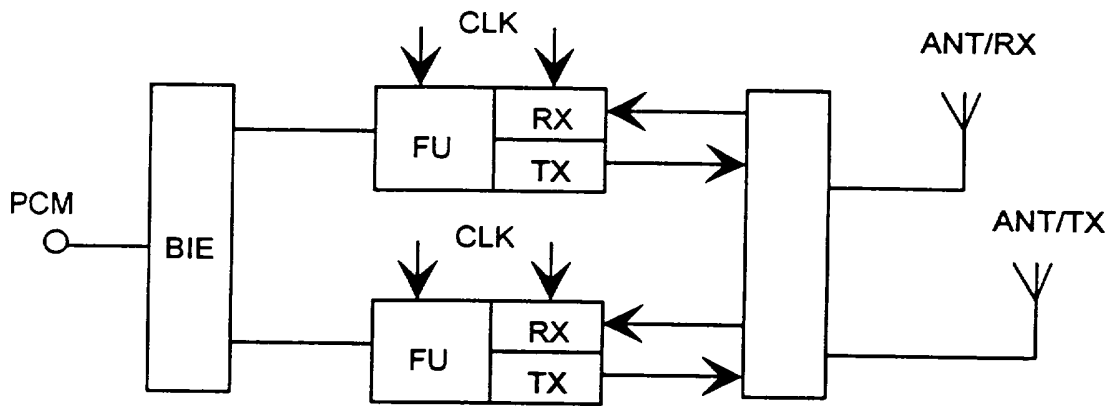 CLK
ANT/RX
RX
FU
TX
PCM
ANT/TX
CLK
BIE
RX
FU
TX